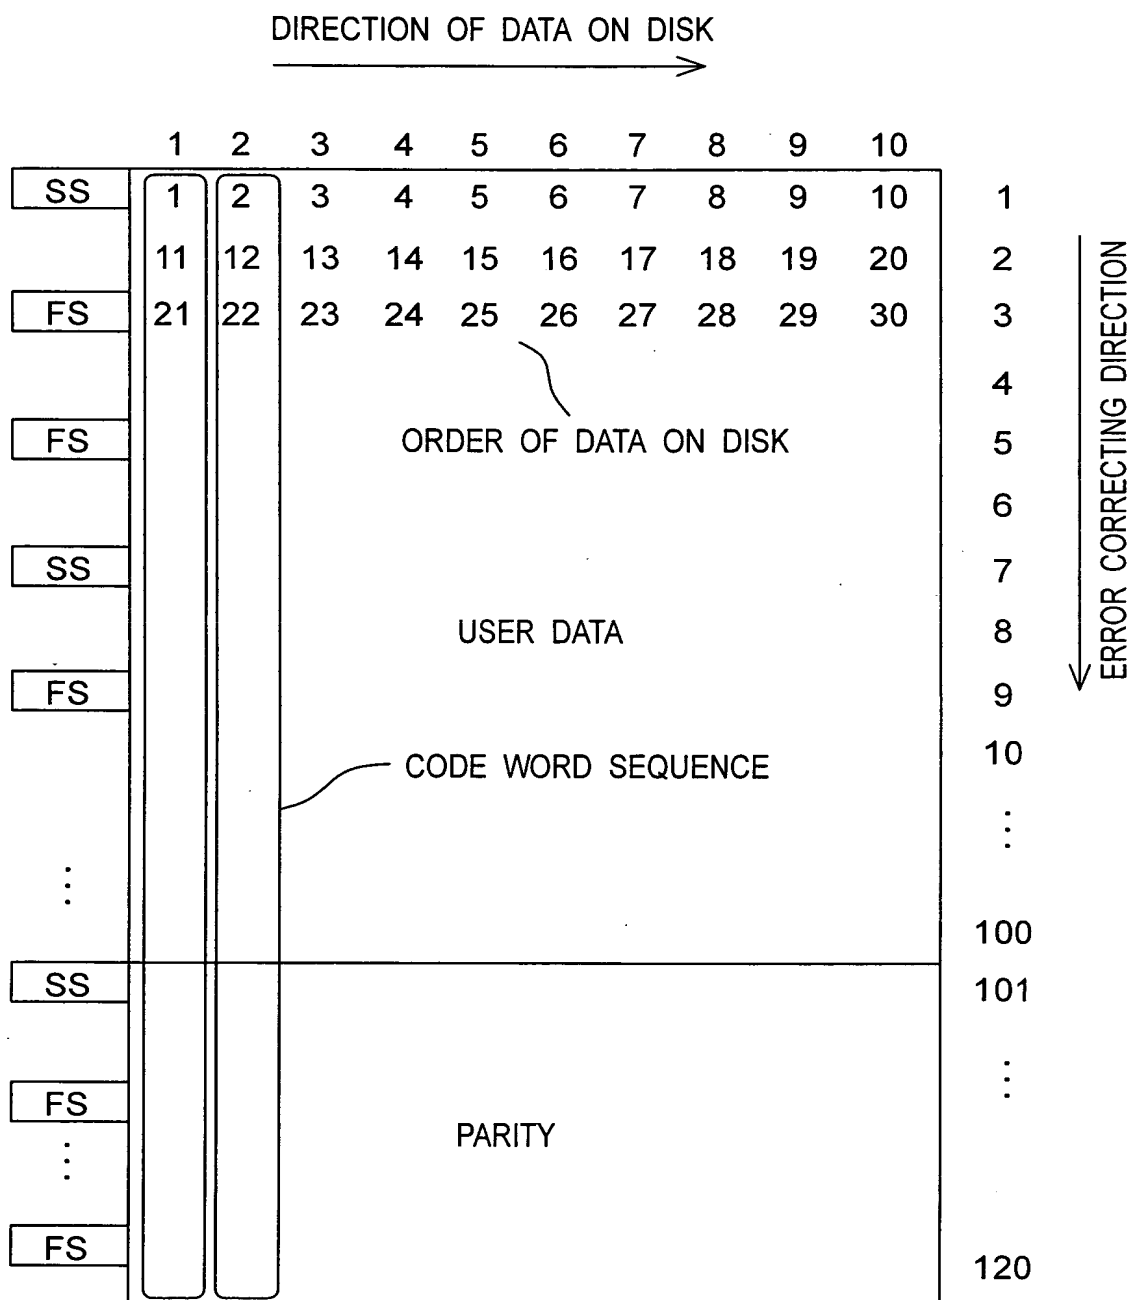 DIRECTION OF DATA ON DISK
1 2 3 4 5 6 7 8 9 10
SS 1 2 3 4 5 6 7 8 9 10 1
11 12 13 14 15 16 17 18 19 20 2
FS 21 22 23 24 25 26 27 28 29 30 3
4
FS ORDER OF DATA ON DISK 5
6
SS 7
USER DATA 8
FS 9
10
CODE WORD SEQUENCE
⋮
⋮
100
SS 101
⋮
FS
PARITY
⋮
FS 120
ERROR CORRECTING DIRECTION